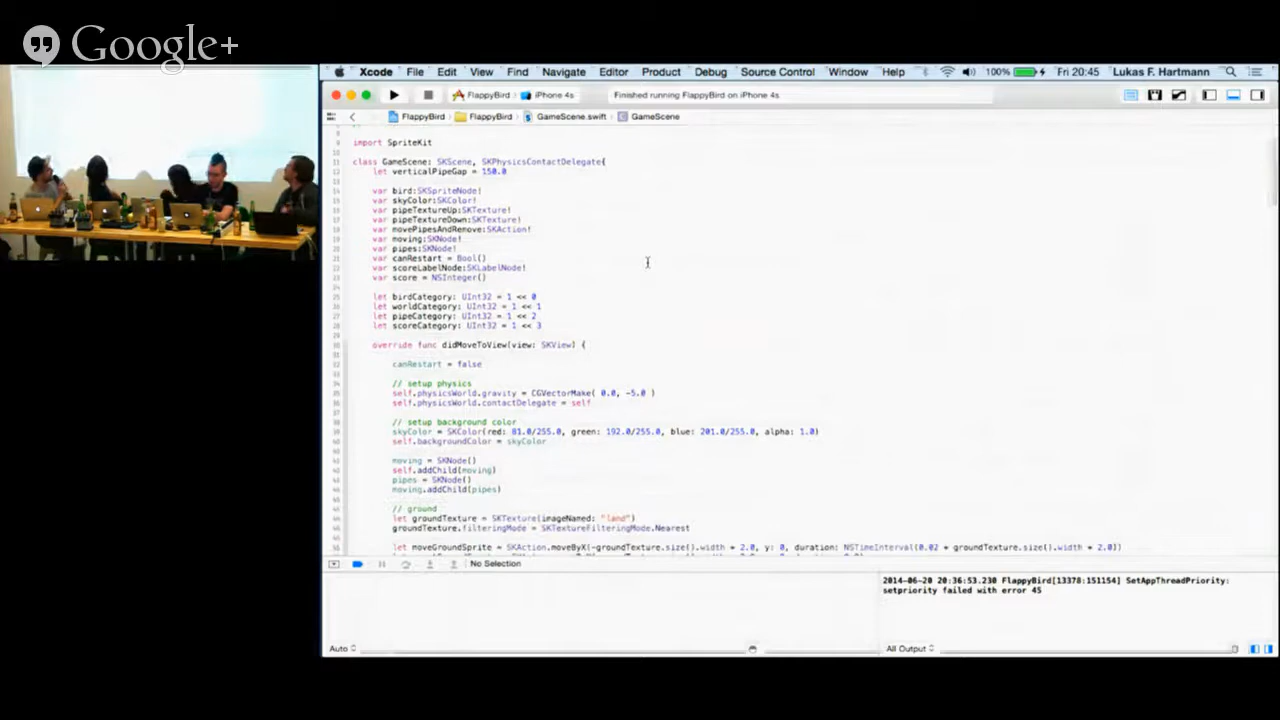 Google+
Xcode File Edit View Find Navigate Editor Product Debug Source Control Window Help 100% Fri 20:45 Lukas F. Hartmann
FlappyBird iPhone 4s Finished running FlappyBird on iPhone 4s
FlappyBird FlappyBird GameScene.swift GameScene
import SpriteKit
class GameScene: SKScene, SKPhysicsContactDelegate{
let verticalPipeGap = 150.0
var bird:SKSpriteNode!
var skyColor:SKColor!
var pipeTextureUp:SKTexture!
var pipeTextureDown:SKTexture!
var movePipesAndRemove:SKAction!
var moving:SKNode!
var pipes:SKNode!
var canRestart = Bool()
var scoreLabelNode:SKLabelNode!
var score = NSInteger()
let birdCategory: UInt32 = 1 << 0
let worldCategory: UInt32 = 1 << 1
let pipeCategory: UInt32 = 1 << 2
let scoreCategory: UInt32 = 1 << 3
override func didMoveToView(view: SKView) {
canRestart = false
// setup physics
self.physicsWorld.gravity = CGVectorMake( 0.0, -5.0 )
self.physicsWorld.contactDelegate = self
// setup background color
skyColor = SKColor(red: 81.0/255.0, green: 192.0/255.0, blue: 201.0/255.0, alpha: 1.0)
self.backgroundColor = skyColor
moving = SKNode()
self.addChild(moving)
pipes = SKNode()
moving.addChild(pipes)
// ground
let groundTexture = SKTexture(imageNamed: "land")
groundTexture.filteringMode = SKTextureFilteringMode.Nearest
let moveGroundSprite = SKAction.moveByX(-groundTexture.size().width * 2.0, y: 0, duration: NSTimeInterval(0.02 * groundTexture.size().width * 2.0))
No Selection
2014-06-20 20:36:53.230 FlappyBird[13378:151154] SetAppThreadPriority:
setpriority failed with error 45
Auto All Output